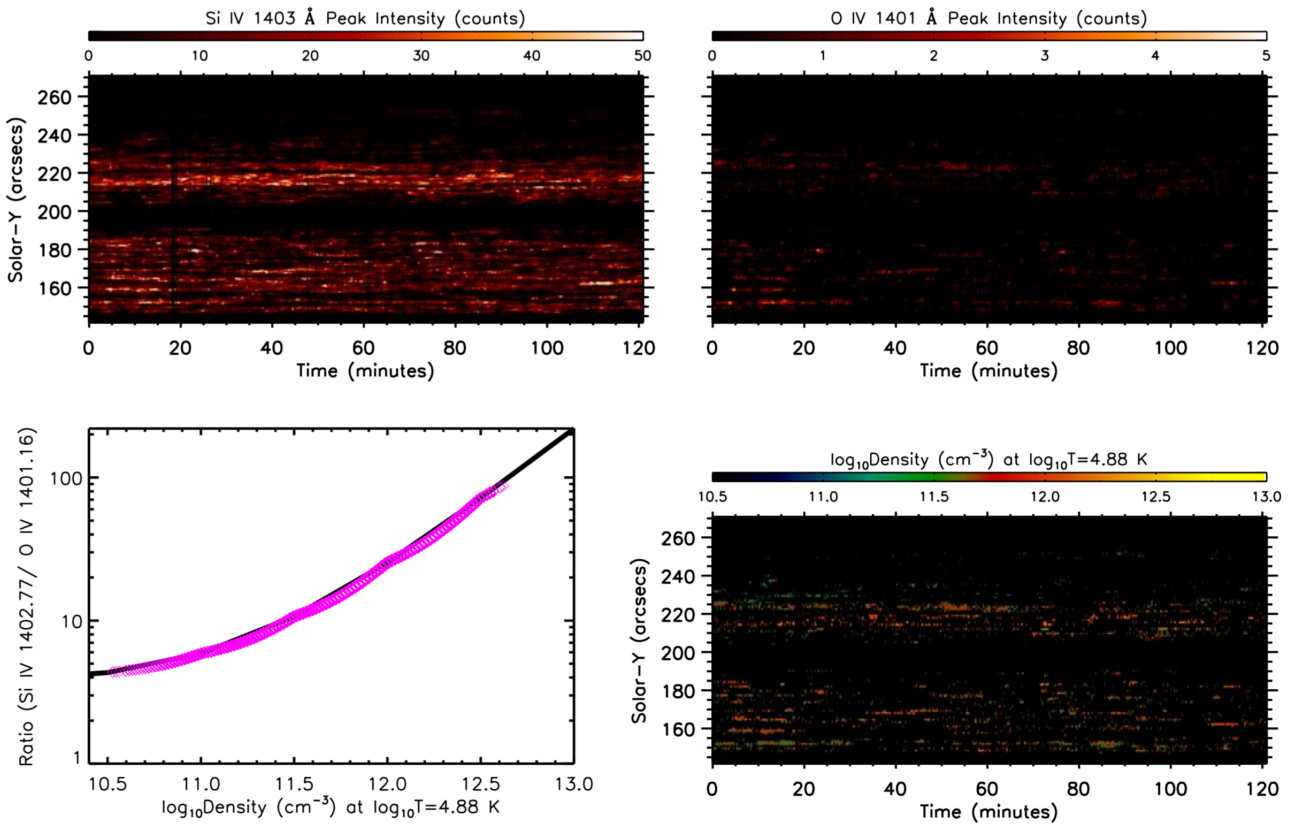 Si IV 1403 Å Peak Intensity (counts)
0 10 20 30 40 50
260
240
220
200
180
160
Solar-Y (arcsecs)
0 20 40 60 80 100 120
Time (minutes)
O IV 1401 Å Peak Intensity (counts)
0 1 2 3 4 5
0 20 40 60 80 100 120
Time (minutes)
100
10
1
Ratio (Si IV 1402.77/ O IV 1401.16)
10.5 11.0 11.5 12.0 12.5 13.0
log₁₀Density (cm⁻³) at log₁₀T=4.88 K
log₁₀Density (cm⁻³) at log₁₀T=4.88 K
10.5 11.0 11.5 12.0 12.5 13.0
260
240
220
200
180
160
Solar-Y (arcsecs)
0 20 40 60 80 100 120
Time (minutes)